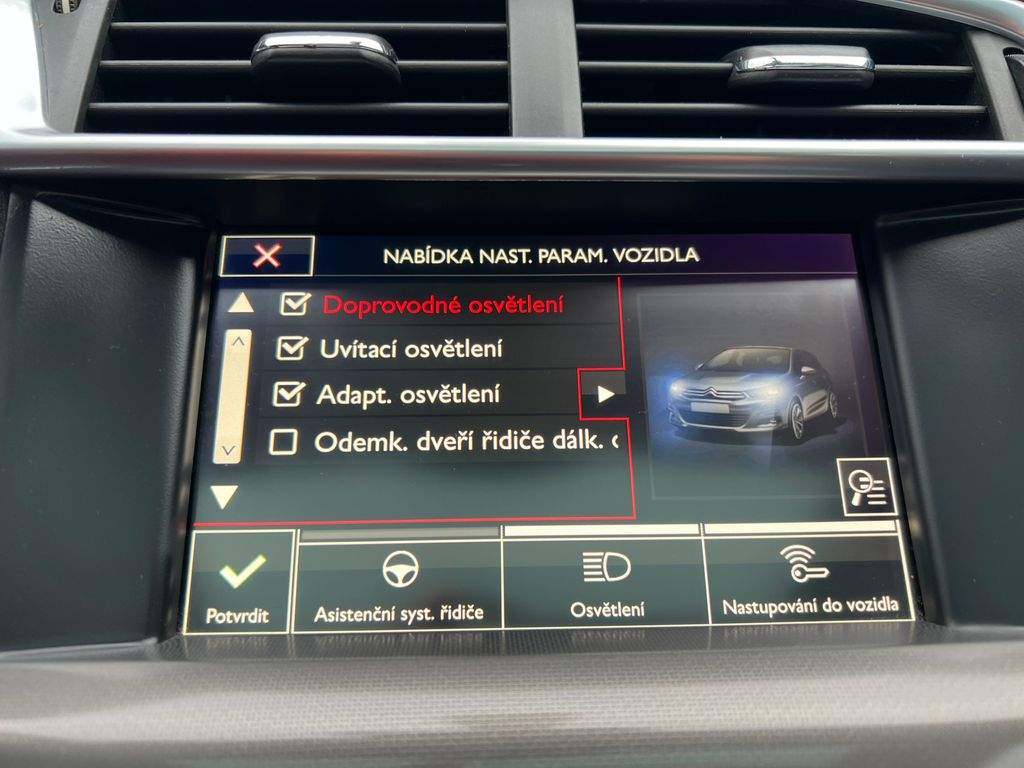 NABÍDKA NAST. PARAM. VOZIDLA
Doprovodné osvětlení
Uvítací osvětlení
Adapt. osvětlení
Odemk. dveří řidiče dálk.
Potvrdit
Asistenční syst. řidiče
Osvětlení
Nastupování do vozidla